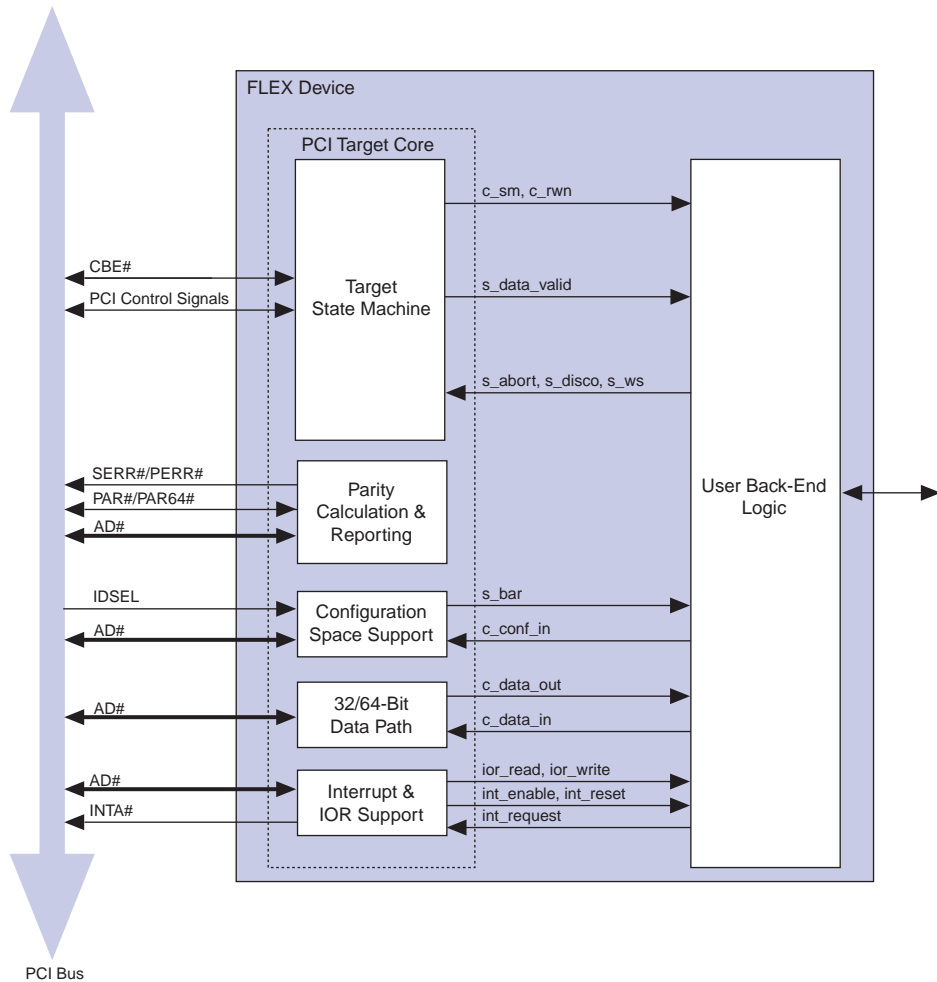 FLEX Device
PCI Target Core
c_sm, c_rwn
CBE#
PCI Control Signals
Target
State Machine
s_data_valid
s_abort, s_disco, s_ws
SERR#/PERR#
PAR#/PAR64#
AD#
Parity
Calculation &
Reporting
User Back-End
Logic
IDSEL
AD#
Configuration
Space Support
s_bar
c_conf_in
AD#
32/64-Bit
Data Path
c_data_out
c_data_in
AD#
INTA#
Interrupt &
IOR Support
ior_read, ior_write
int_enable, int_reset
int_request
PCI Bus